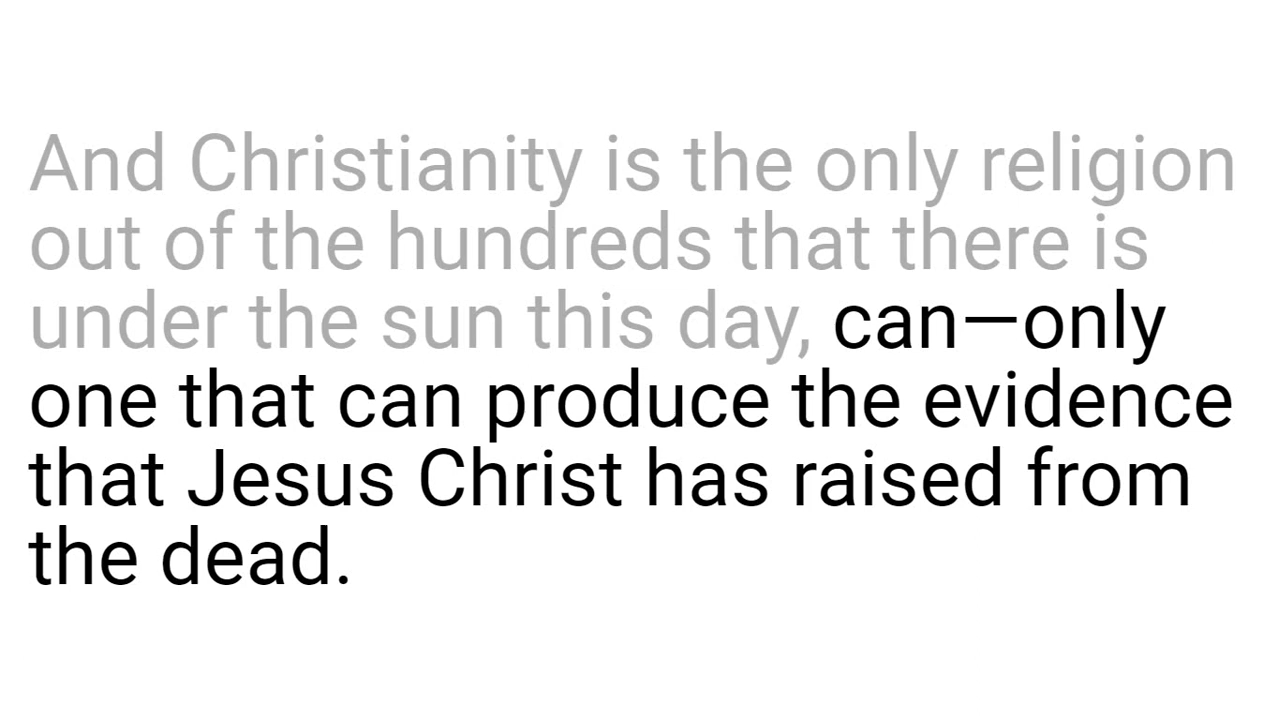 And Christianity is the only religion
out of the hundreds that there is
under the sun this day, can—only
one that can produce the evidence
that Jesus Christ has raised from
the dead.